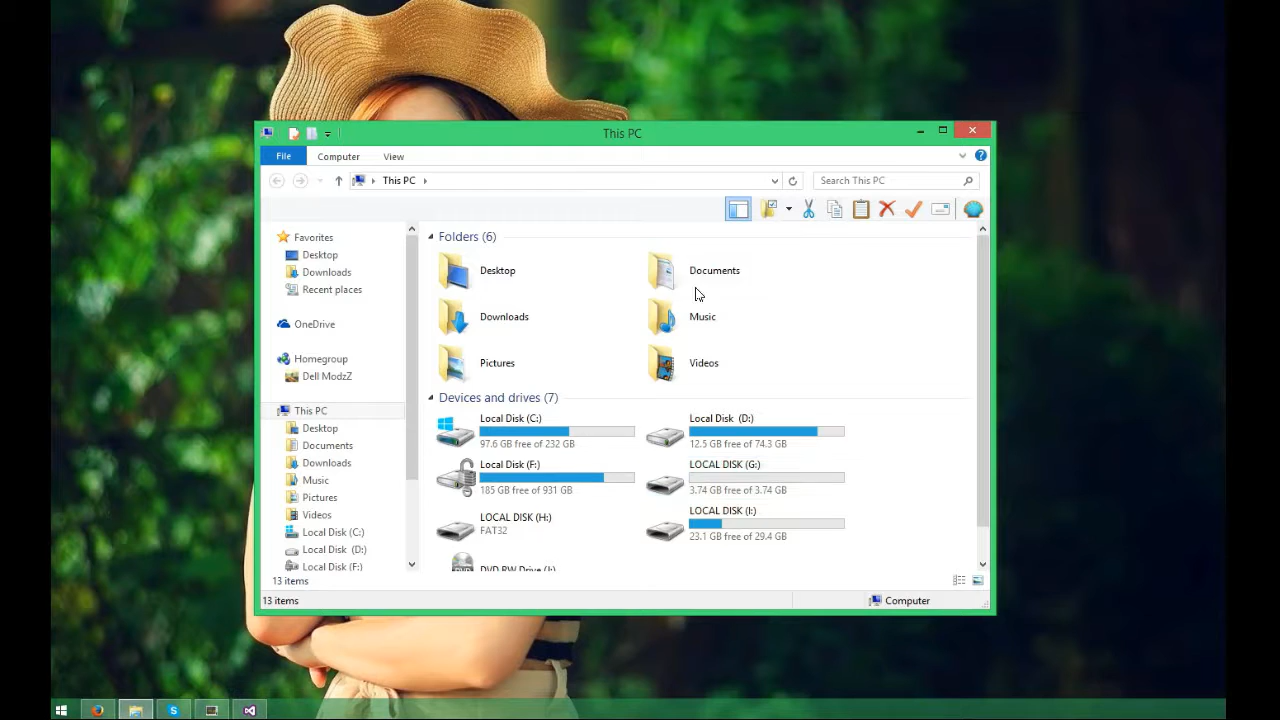 This PC
File Computer View
This PC
Search This PC
Favorites
Desktop
Downloads
Recent places
OneDrive
Homegroup
Dell ModzZ
This PC
Desktop
Documents
Downloads
Music
Pictures
Videos
Local Disk (C:)
Local Disk (D:)
Local Disk (F:)
Folders (6)
Desktop
Documents
Downloads
Music
Pictures
Videos
Devices and drives (7)
Local Disk (C:)
97.6 GB free of 232 GB
Local Disk (D:)
12.5 GB free of 74.3 GB
Local Disk (F:)
185 GB free of 931 GB
LOCAL DISK (G:)
3.74 GB free of 3.74 GB
LOCAL DISK (H:)
FAT32
LOCAL DISK (I:)
23.1 GB free of 29.4 GB
DVD RW Drive (J:)
13 items
13 items
Computer